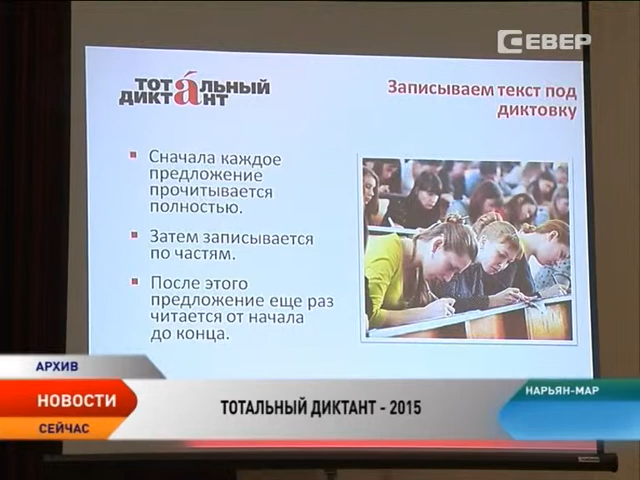 СЕВЕР
тотальный
диктант
Записываем текст под
диктовку
Сначала каждое
предложение
прочитывается
полностью.
Затем записывается
по частям.
После этого
предложение еще раз
читается от начала
до конца.
АРХИВ
НОВОСТИ
СЕЙЧАС
ТОТАЛЬНЫЙ ДИКТАНТ - 2015
НАРЬЯН-МАР